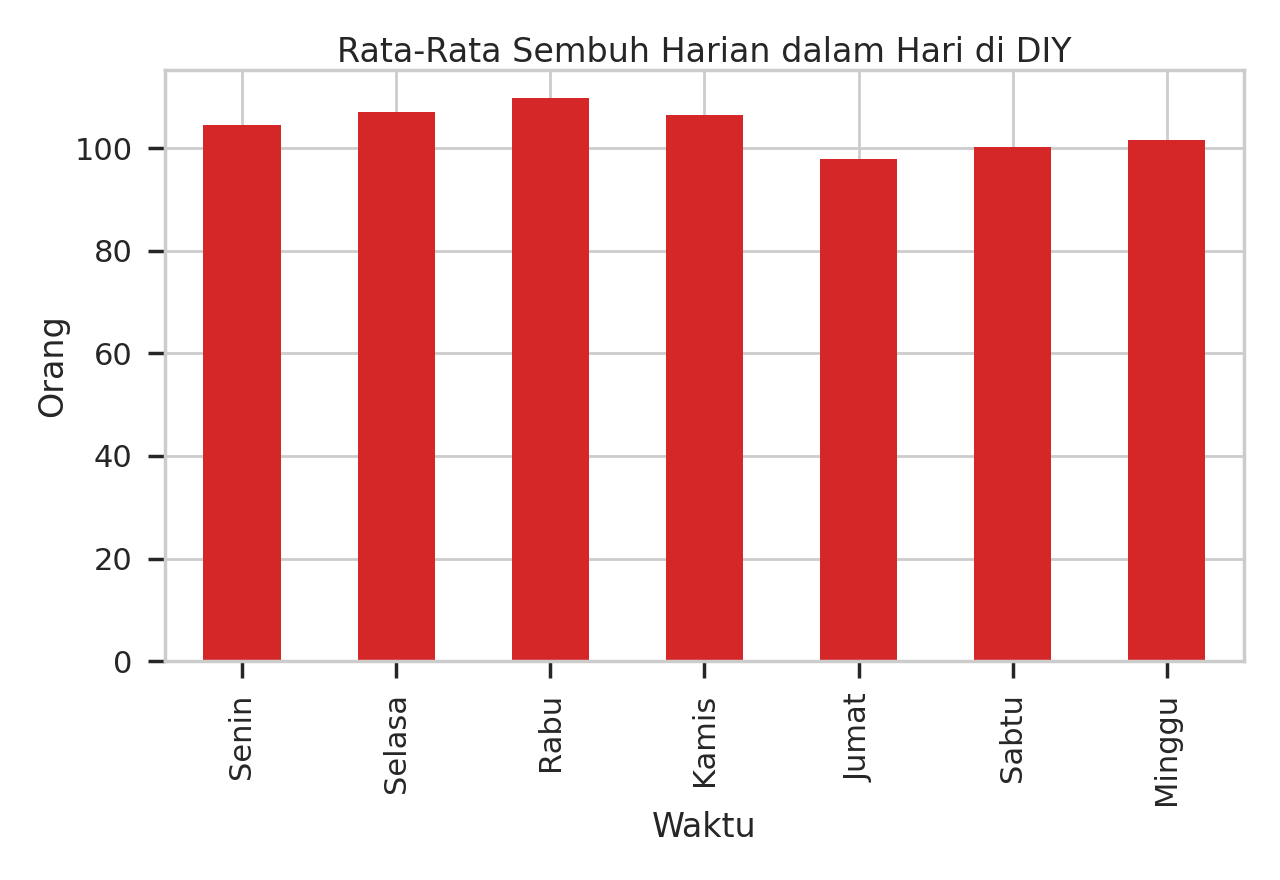 Rata-Rata Sembuh Harian dalam Hari di DIY
Orang
100
80
60
40
20
0
Senin
Selasa
Rabu
Kamis
Jumat
Sabtu
Minggu
Waktu